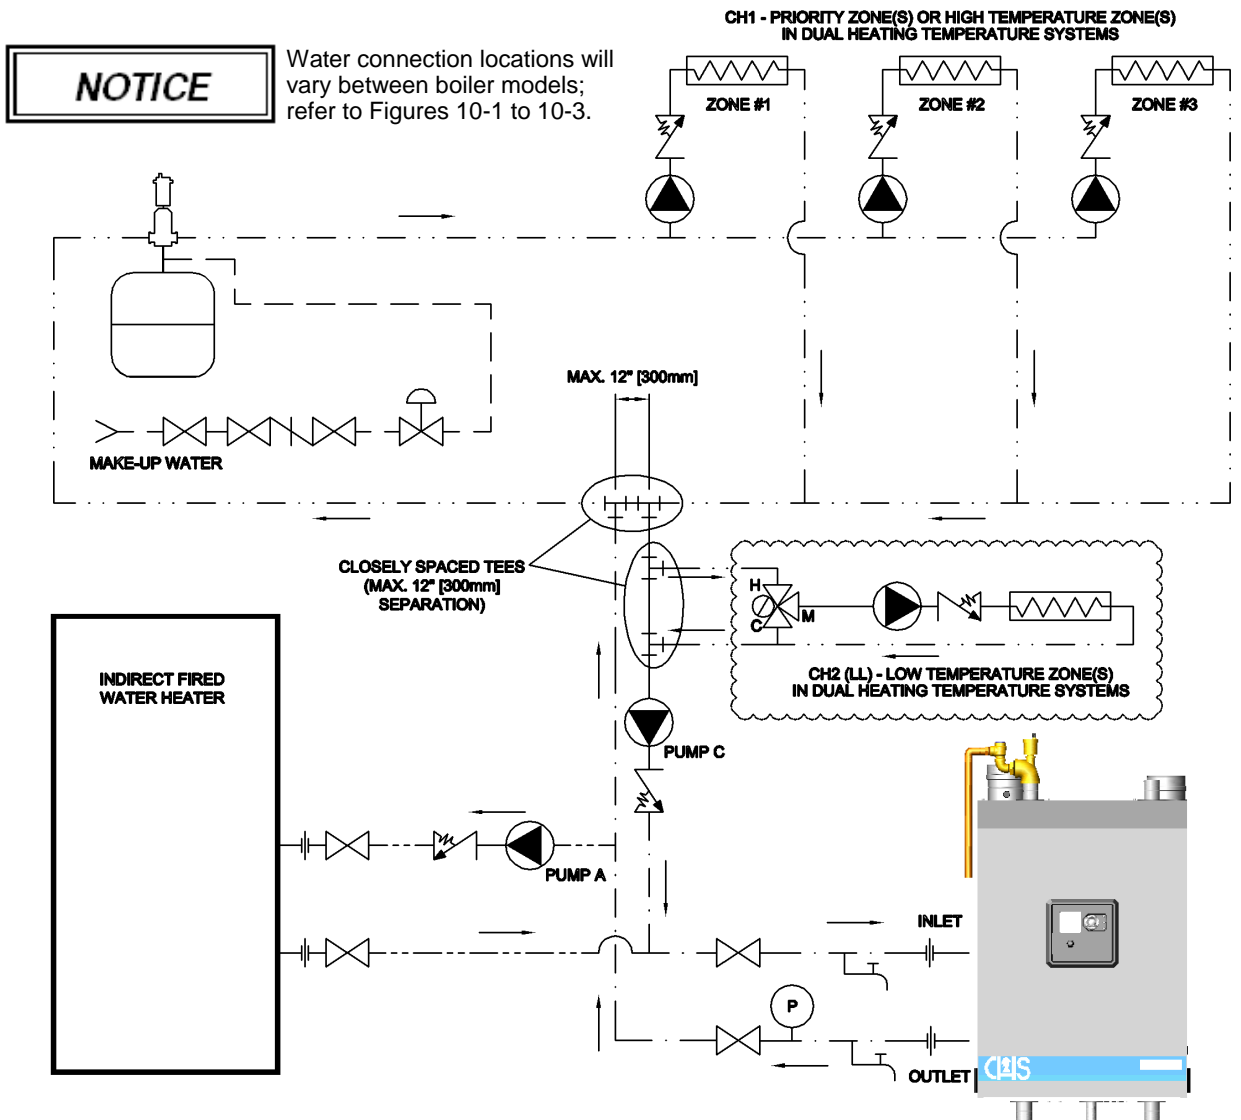 CH1 - PRIORITY ZONE(S) OR HIGH TEMPERATURE ZONE(S)
IN DUAL HEATING TEMPERATURE SYSTEMS
NOTICE
Water connection locations will
vary between boiler models;
refer to Figures 10-1 to 10-3.
ZONE #1
ZONE #2
ZONE #3
MAX. 12" [300mm]
MAKE-UP WATER
CLOSELY SPACED TEES
(MAX. 12" [300mm]
SEPARATION)
H
M
C
CH2 (LL) - LOW TEMPERATURE ZONE(S)
IN DUAL HEATING TEMPERATURE SYSTEMS
INDIRECT FIRED
WATER HEATER
PUMP C
PUMP A
INLET
P
OUTLET